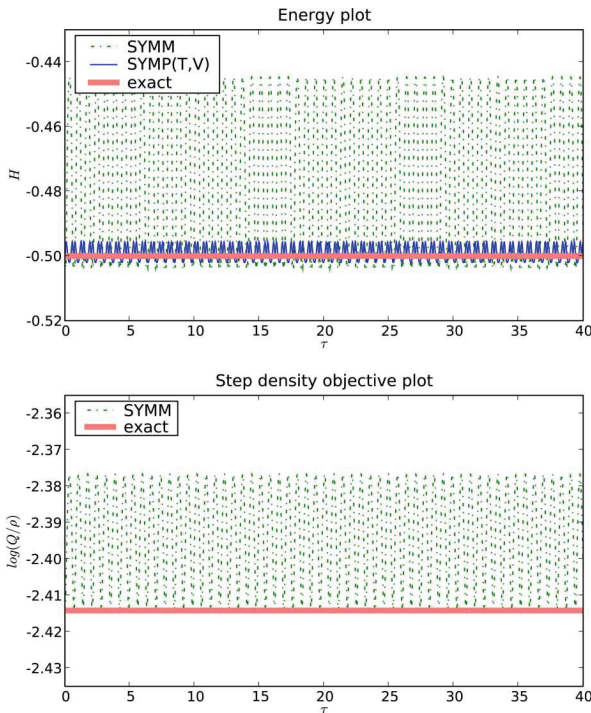 Energy plot
SYMM
SYMP(T,V)
exact
-0.44
-0.46
-0.48
-0.50
-0.52
H
0 5 10 15 20 25 30 35 40
τ
Step density objective plot
SYMM
exact
-2.36
-2.37
-2.38
-2.39
-2.40
-2.41
-2.42
-2.43
log(Q/ρ)
0 5 10 15 20 25 30 35 40
τ